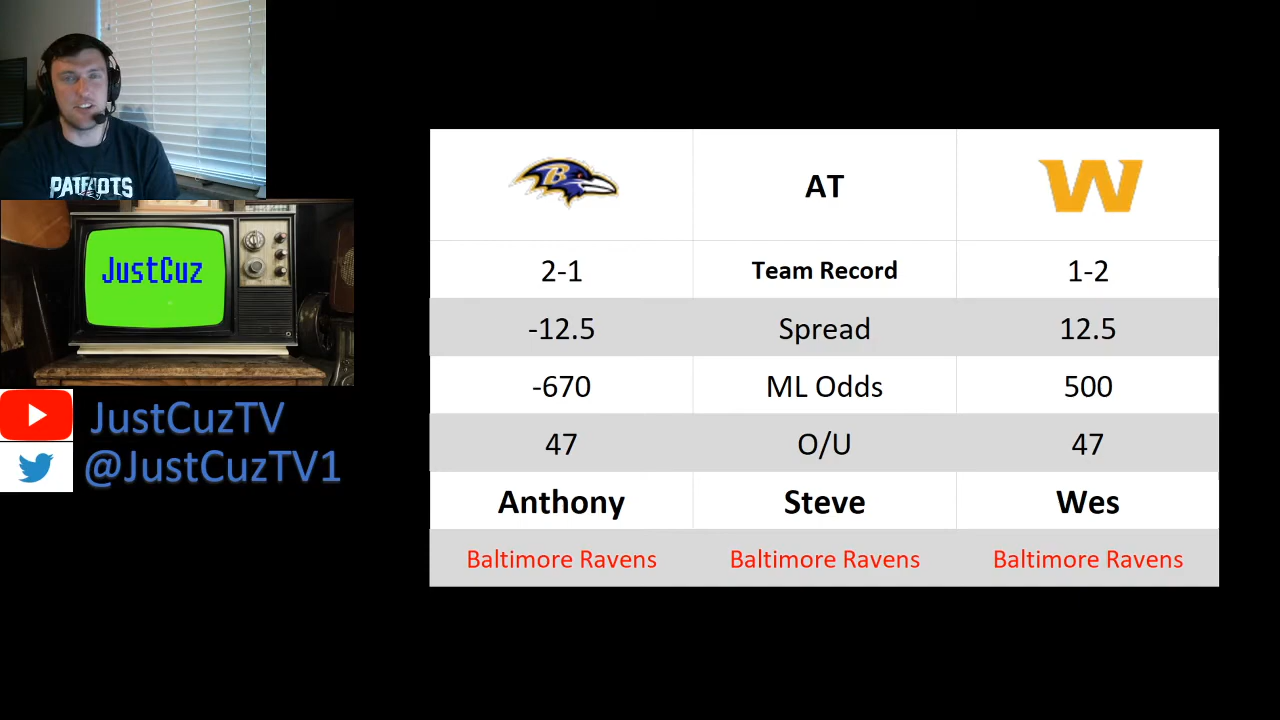 PATRIOTS
JustCuz
JustCuzTV
@JustCuzTV1
B AT W
2-1 Team Record 1-2
-12.5 Spread 12.5
-670 ML Odds 500
47 O/U 47
Anthony Steve Wes
Baltimore Ravens Baltimore Ravens Baltimore Ravens